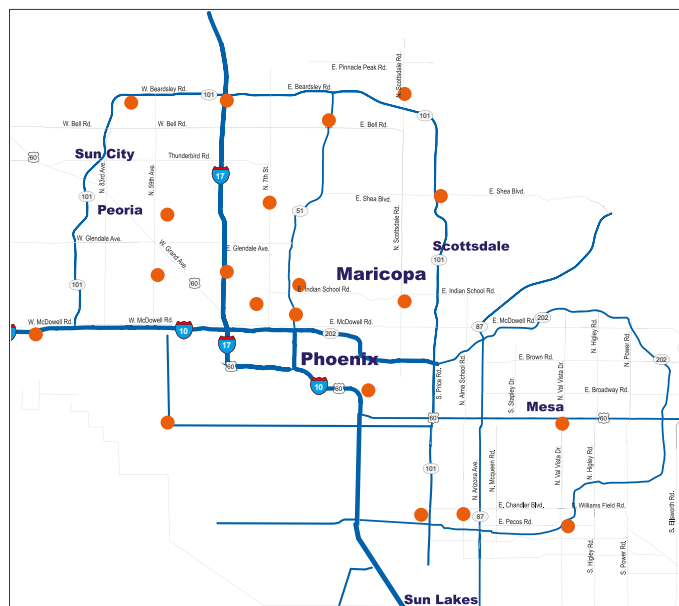 E. Pinnacle Peak Rd.
N. Scottsdale Rd.
W. Beardsley Rd.
E. Beardsley Rd.
101
101
W. Bell Rd.
W. Bell Rd.
E. Bell Rd.
60
Sun City
Thunderbird Rd.
N. 83rd Ave.
N. 59th Ave.
N. 7th St.
17
101
E. Shea Blvd.
E. Shea Blvd.
Peoria
51
N. Scottsdale Rd.
W. Glendale Ave.
W. Grand Ave.
E. Glendale Ave.
Scottsdale
101
Maricopa
101
60
E. Indian School Rd.
E. Indian School Rd.
W. McDowell Rd.
W. McDowell Rd.
10
E. McDowell Rd.
202
87
E. McDowell Rd.
202
N. Higley Rd.
N. Power Rd.
17
Phoenix
60
E. Brown Rd.
202
10
60
S. Price Rd.
N. Alma School Rd.
S. Stapley Dr.
N. Val Vista Dr.
E. Broadway Rd.
Mesa
60
60
101
N. Arizona Ave.
N. Mcqueen Rd.
N. Val Vista Dr.
N. Higley Rd.
87
E. Chandler Blvd.
E. Williams Field Rd.
E. Pecos Rd.
S. Higley Rd.
S. Power Rd.
S. Ellsworth Rd.
Sun Lakes